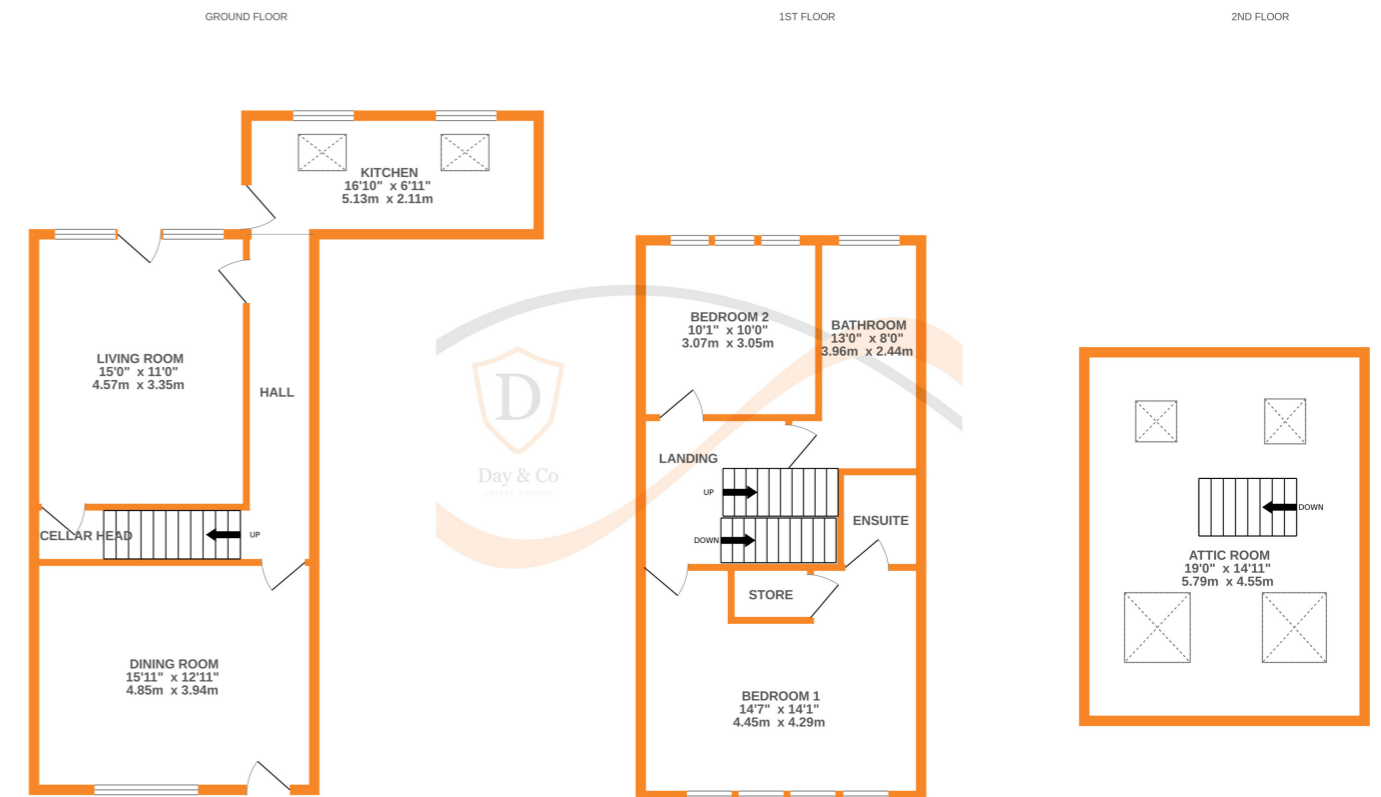 GROUND FLOOR
1ST FLOOR
2ND FLOOR
KITCHEN
16'10" x 6'11"
5.13m x 2.11m
LIVING ROOM
15'0" x 11'0"
4.57m x 3.35m
HALL
CELLAR HEAD
UP
DINING ROOM
15'11" x 12'11"
4.85m x 3.94m
D
Day & Co
ESTATE AGENTS
BEDROOM 2
10'1" x 10'0"
3.07m x 3.05m
BATHROOM
13'0" x 8'0"
3.96m x 2.44m
LANDING
UP
DOWN
ENSUITE
STORE
BEDROOM 1
14'7" x 14'1"
4.45m x 4.29m
DOWN
ATTIC ROOM
19'0" x 14'11"
5.79m x 4.55m